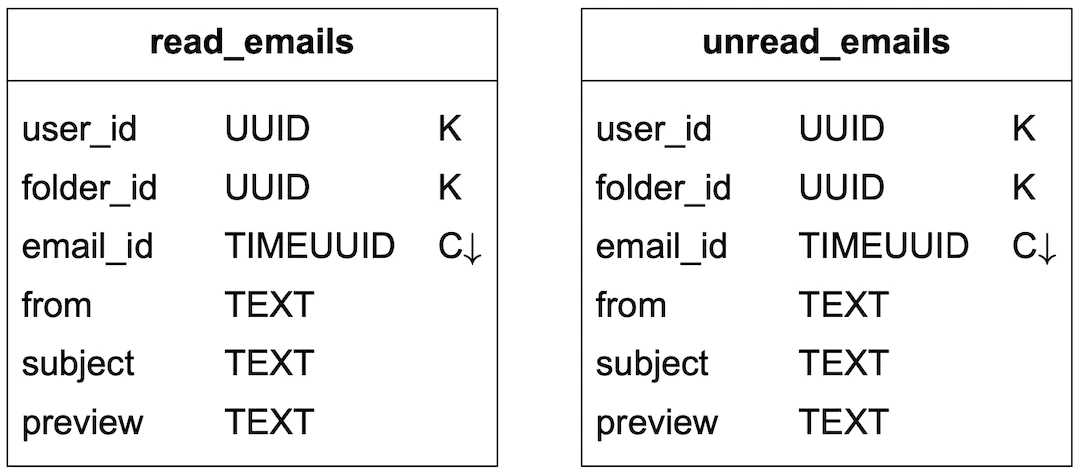 read_emails
user_id UUID K
folder_id UUID K
email_id TIMEUUID C↓
from TEXT
subject TEXT
preview TEXT
unread_emails
user_id UUID K
folder_id UUID K
email_id TIMEUUID C↓
from TEXT
subject TEXT
preview TEXT